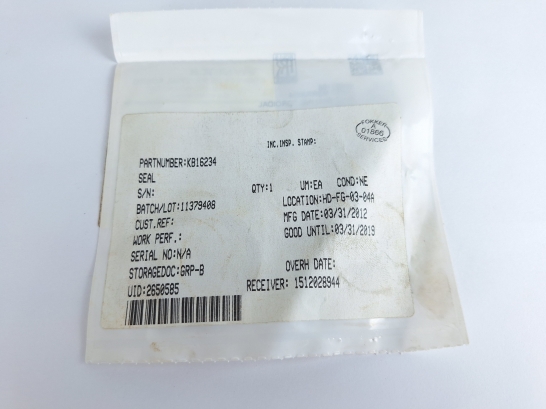 FOKKER
A
01866
SERVICES
INC.INSP. STAMP:
PARTNUMBER:KB16234
SEAL
S/N:
QTY:1 UM:EA COND:NE
BATCH/LOT:11379408
LOCATION:HD-FG-03-04A
CUST.REF:
MFG DATE:03/31/2012
WORK PERF.:
GOOD UNTIL:03/31/2019
SERIAL NO:N/A
STORAGEDOC:GRP-B
OVERH DATE:
UID:2650585
RECEIVER: 1512028944